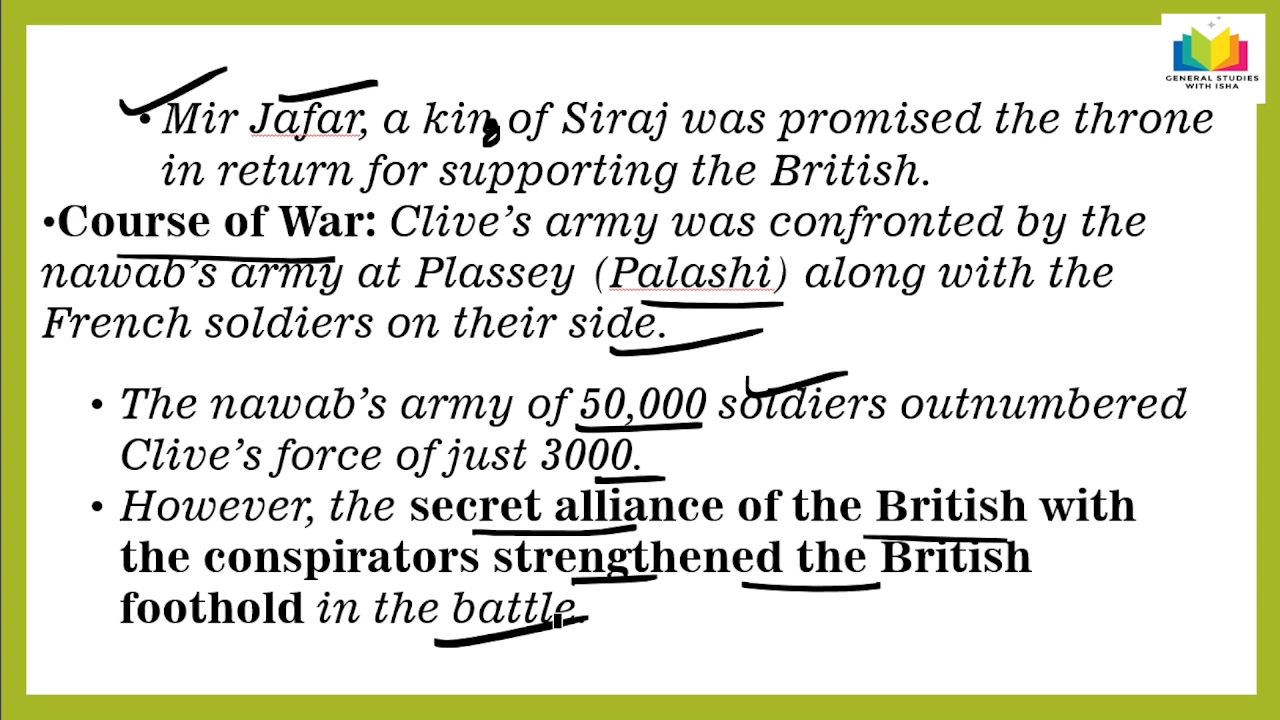 GENERAL STUDIES
WITH ISHA
• Mir Jafar, a kin of Siraj was promised the throne
in return for supporting the British.
•Course of War: Clive’s army was confronted by the
nawab’s army at Plassey (Palashi) along with the
French soldiers on their side.
• The nawab’s army of 50,000 soldiers outnumbered
Clive’s force of just 3000.
• However, the secret alliance of the British with
the conspirators strengthened the British
foothold in the battle.